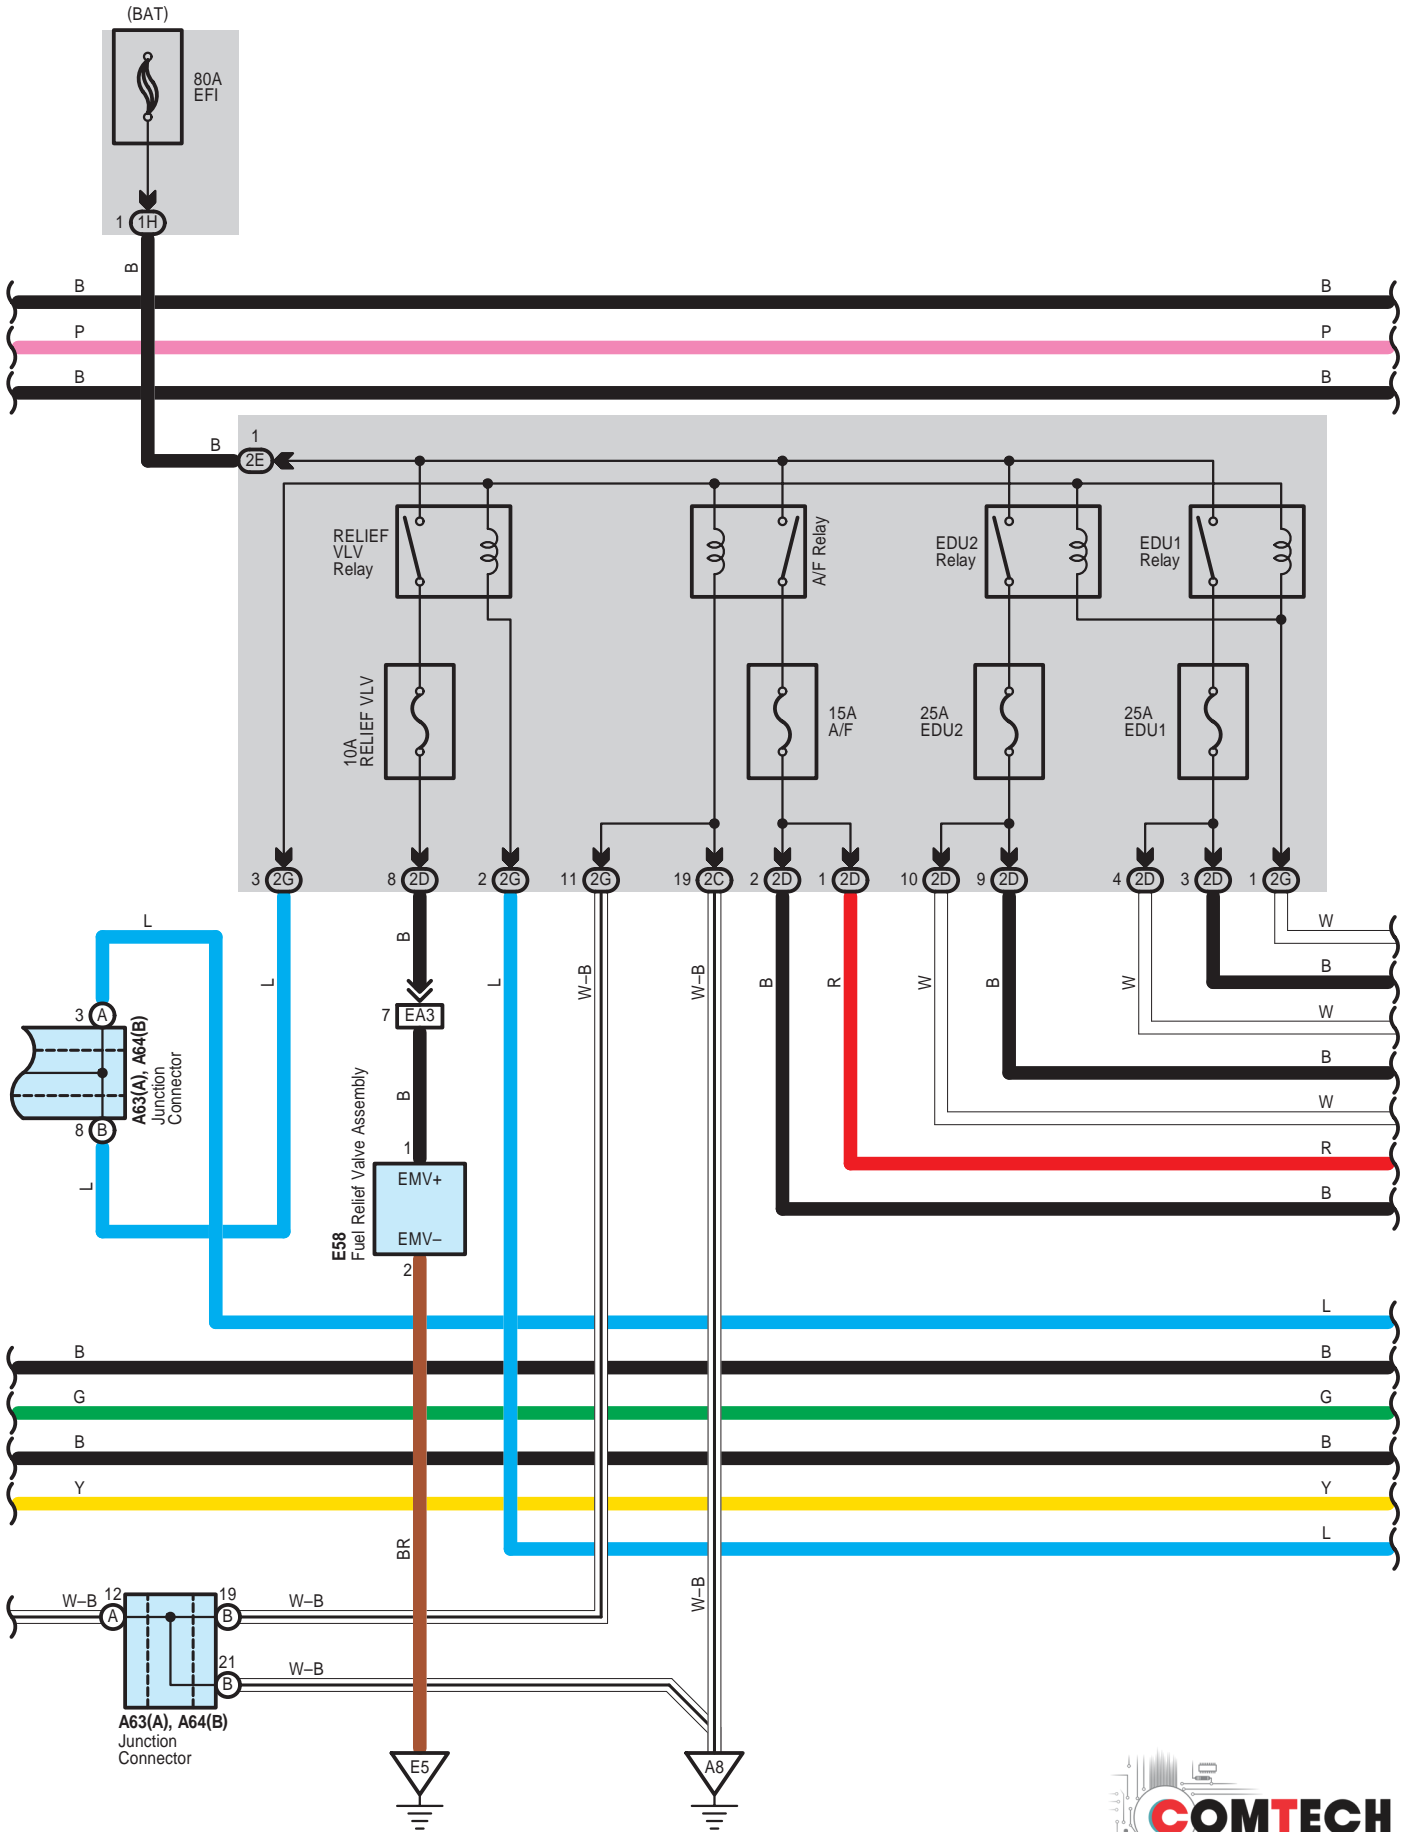 (BAT)
80A
EFI
1 1H
B
B B
P P
B B
B
1
2E
RELIEF
VLV
Relay
A/F Relay
EDU2
Relay
EDU1
Relay
10A
RELIEF VLV
15A
A/F
25A
EDU2
25A
EDU1
3 2G
8 2D
2 2G
11 2G
19 2C
2 2D
1 2D
10 2D
9 2D
4 2D
3 2D
1 2G
L
L
B
L
W–B
W–B
B
R
W
B
W
W
B
W
B
W
R
B
3 A
A63(A), A64(B)
Junction
Connector
8 B
L
7 EA3
B
1
EMV+
EMV–
2
E58
Fuel Relief Valve Assembly
L
B B
G G
B B
Y Y
L
BR
W–B
W–B 12 A
19 B W–B
21 B W–B
A63(A), A64(B)
Junction
Connector
E5
A8
COMTECH